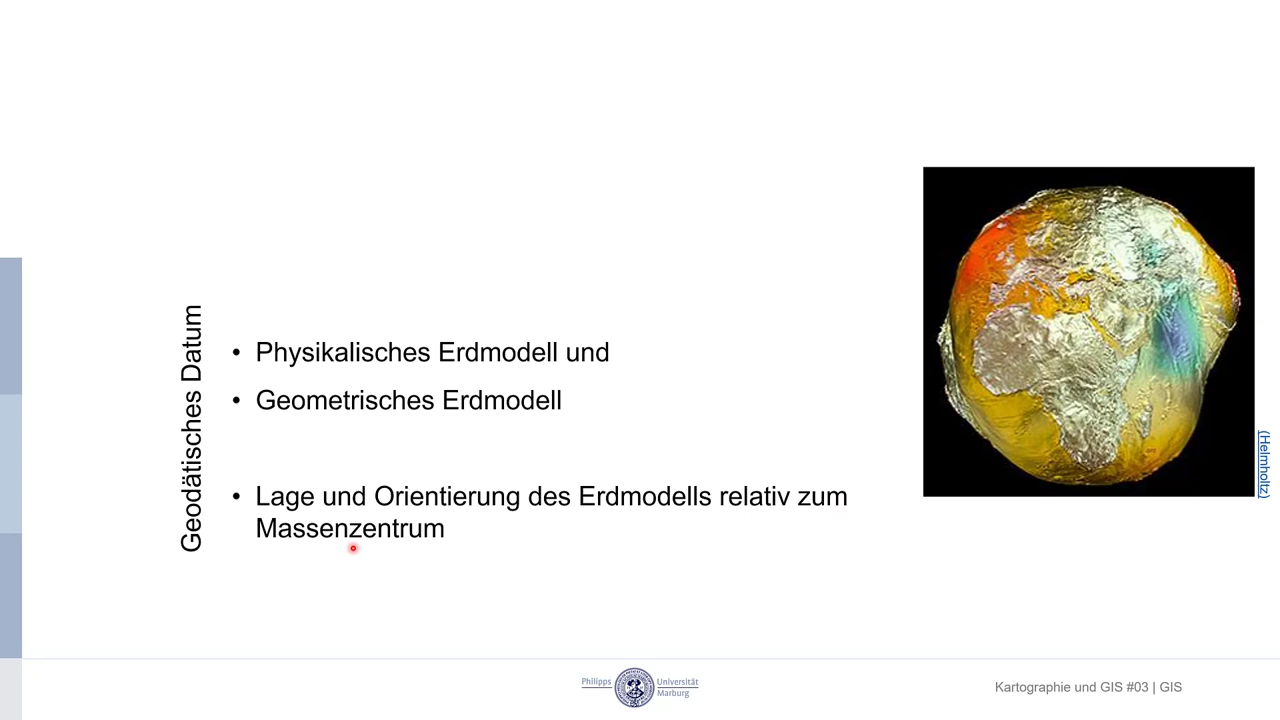 Geodätisches Datum
• Physikalisches Erdmodell und
• Geometrisches Erdmodell
• Lage und Orientierung des Erdmodells relativ zum
Massenzentrum
(Helmholtz)
Philipps Universität
Marburg
Kartographie und GIS #03 | GIS